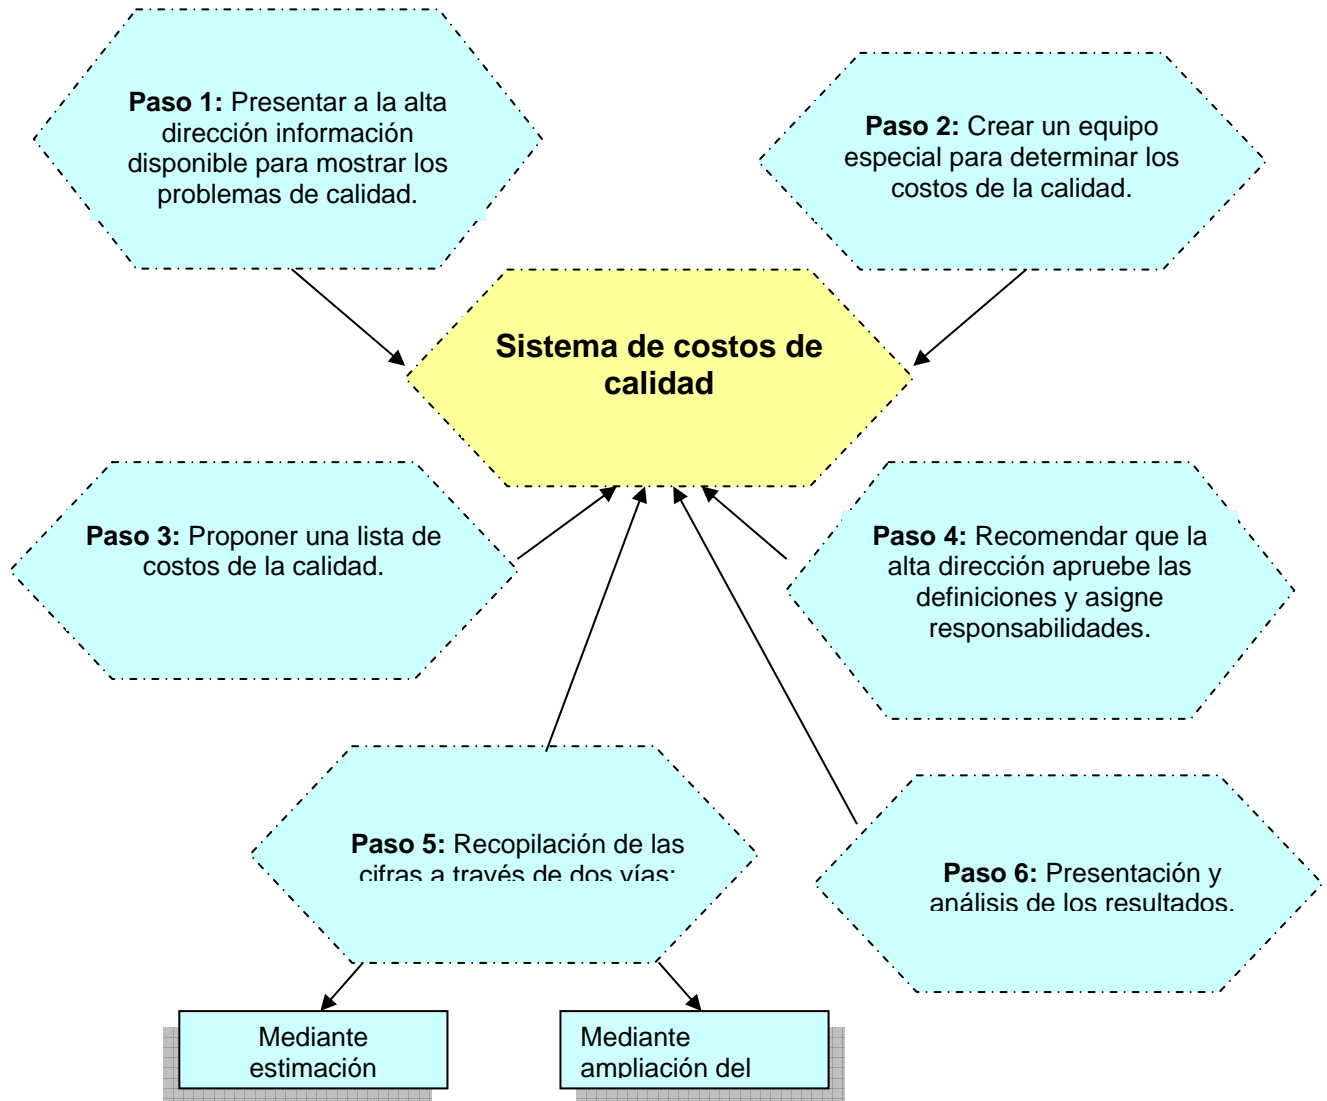 Paso 1: Presentar a la alta
dirección información
disponible para mostrar los
problemas de calidad.
Paso 2: Crear un equipo
especial para determinar los
costos de la calidad.
Sistema de costos de
calidad
Paso 3: Proponer una lista de
costos de la calidad.
Paso 4: Recomendar que la
alta dirección apruebe las
definiciones y asigne
responsabilidades.
Paso 5: Recopilación de las
cifras a través de dos vías:
Paso 6: Presentación y
análisis de los resultados.
Mediante
estimación
Mediante
ampliación del